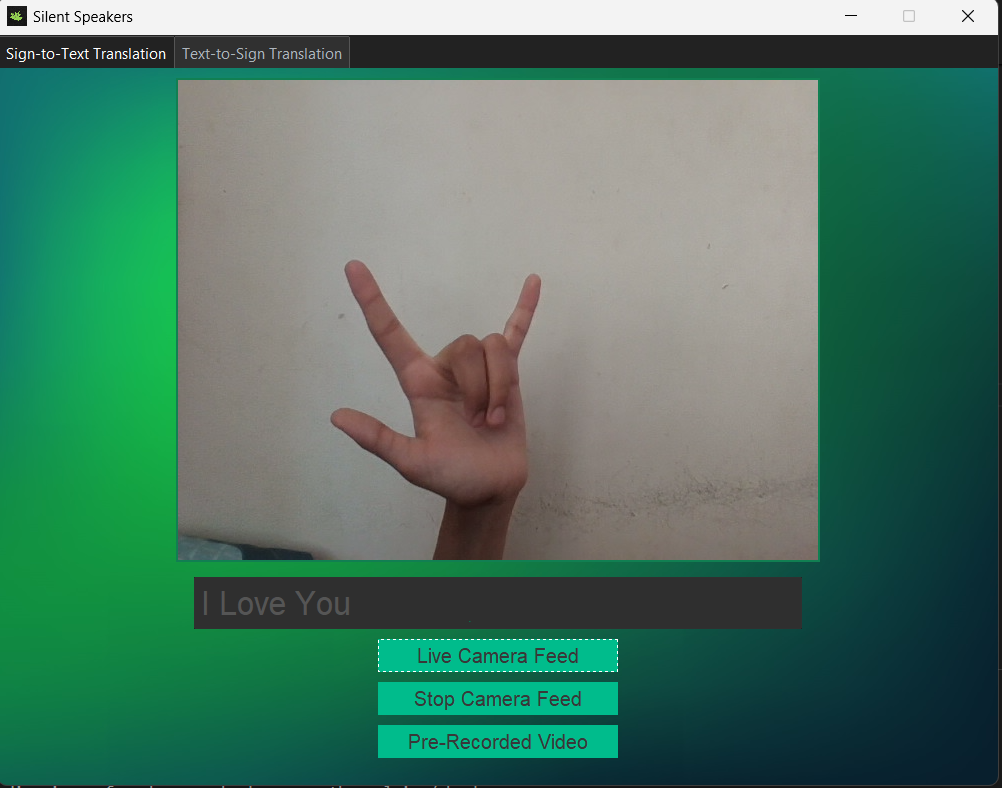 Silent Speakers
Sign-to-Text Translation Text-to-Sign Translation
I Love You
Live Camera Feed
Stop Camera Feed
Pre-Recorded Video